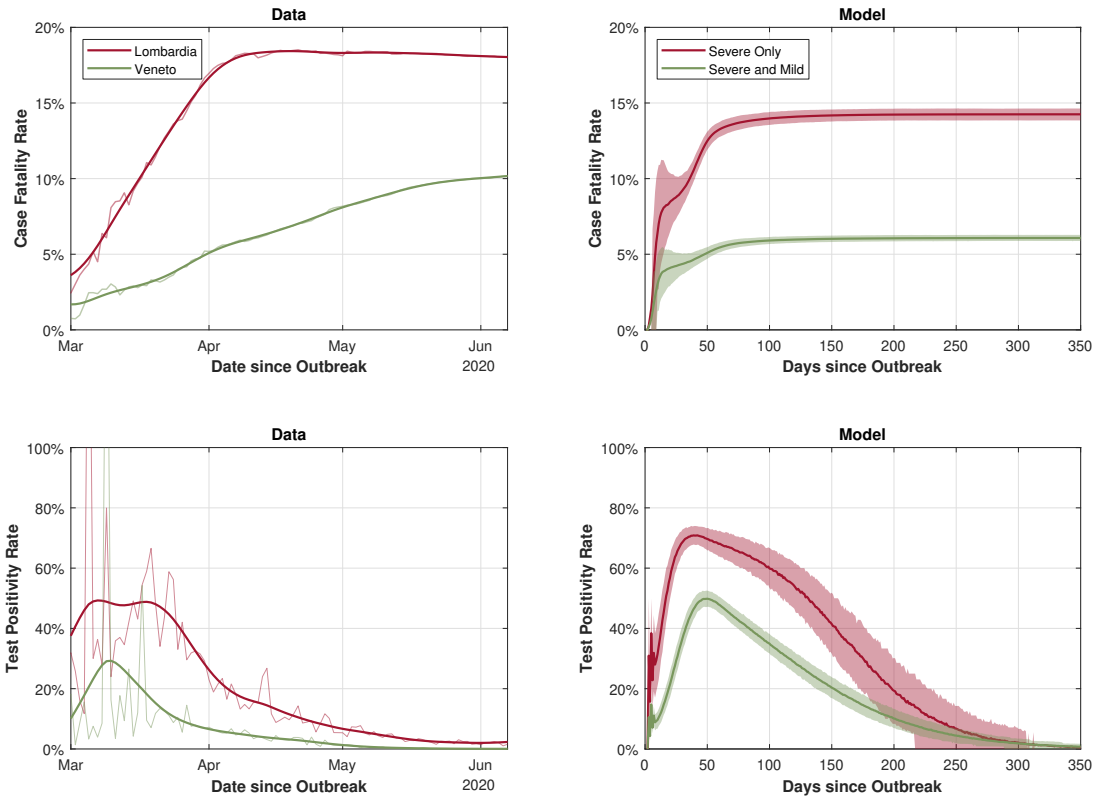 Data
20%
15%
10%
5%
0%
Case Fatality Rate
Lombardia
Veneto
Mar
Apr
May
Jun
Date since Outbreak
2020
Model
20%
15%
10%
5%
0%
Case Fatality Rate
Severe Only
Severe and Mild
0
50
100
150
200
250
300
350
Days since Outbreak
Data
100%
80%
60%
40%
20%
0%
Test Positivity Rate
Mar
Apr
May
Jun
Date since Outbreak
2020
Model
100%
80%
60%
40%
20%
0%
Test Positivity Rate
0
50
100
150
200
250
300
350
Days since Outbreak